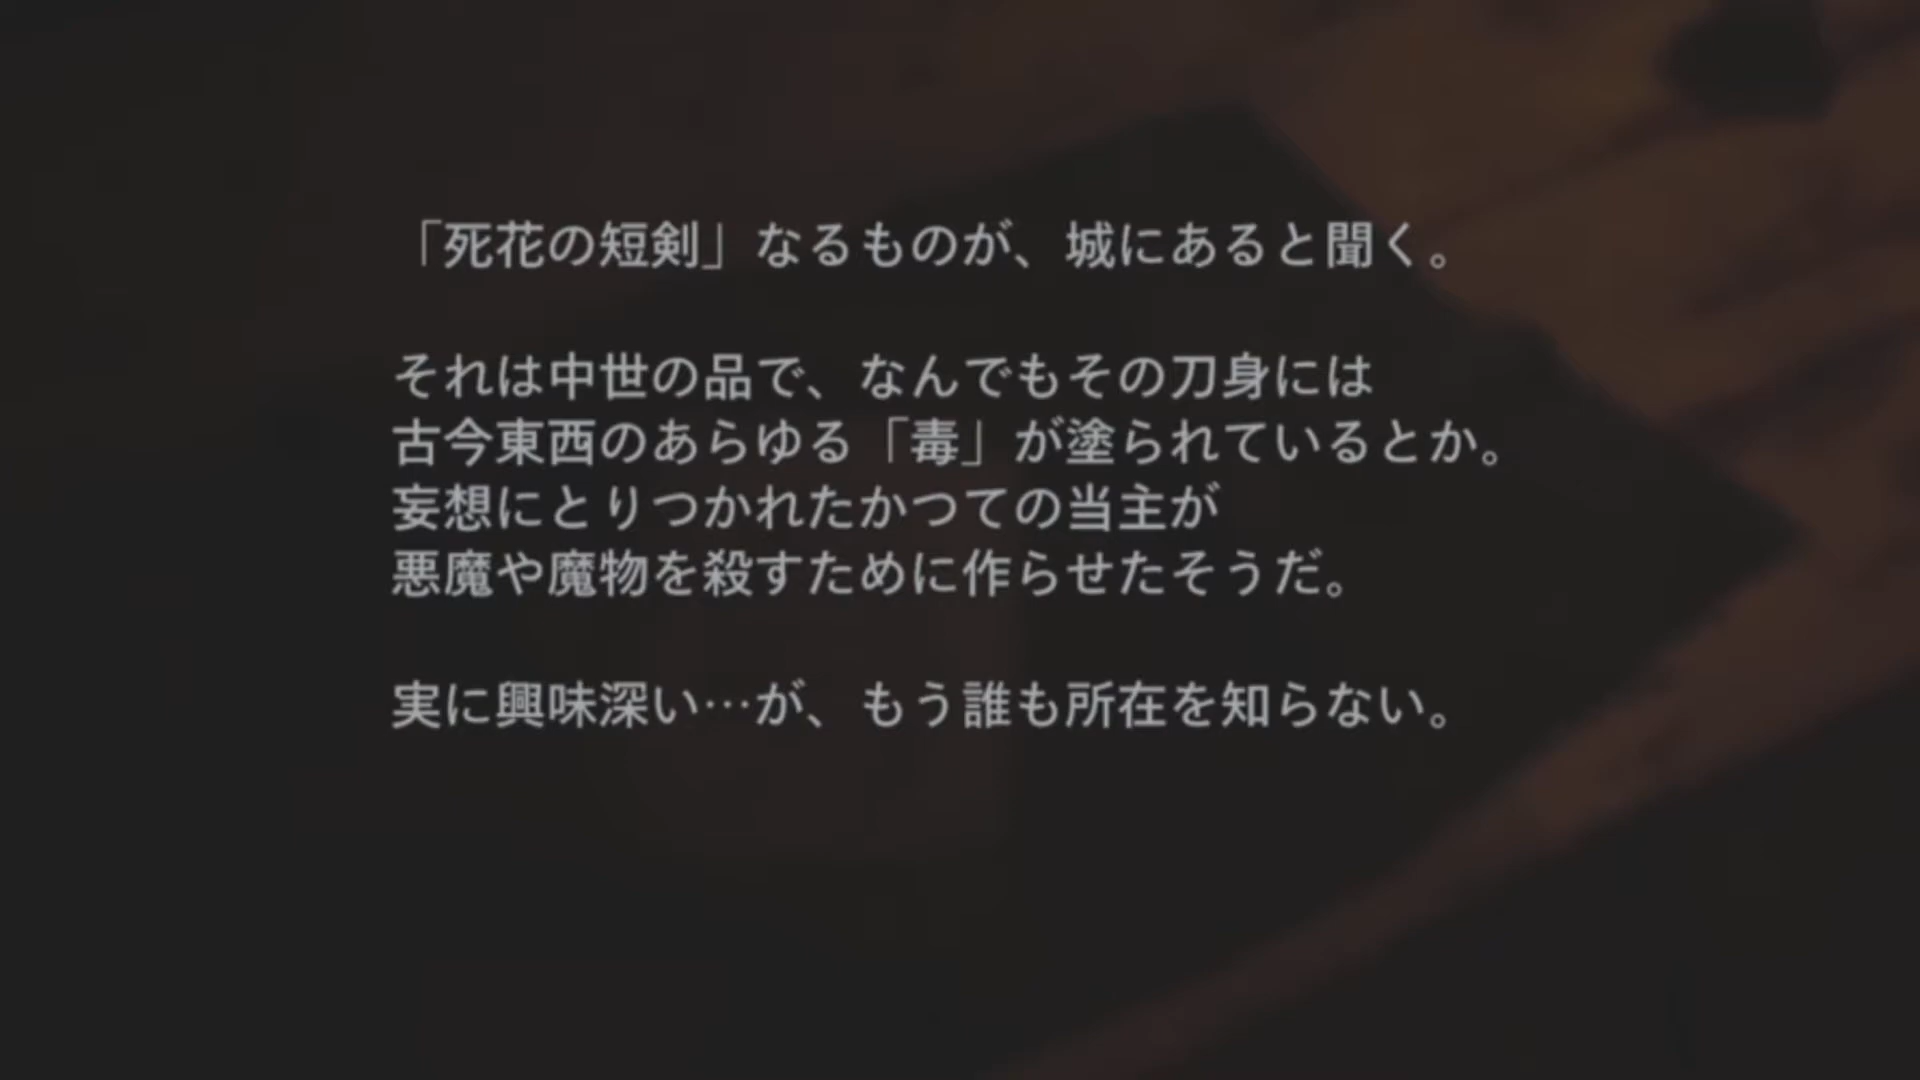 「死花の短剣」なるものが、城にあると聞く。
それは中世の品で、なんでもその刀身には
古今東西のあらゆる「毒」が塗られているとか。
妄想にとりつかれたかつての当主が
悪魔や魔物を殺すために作らせたそうだ。
実に興味深い…が、もう誰も所在を知らない。